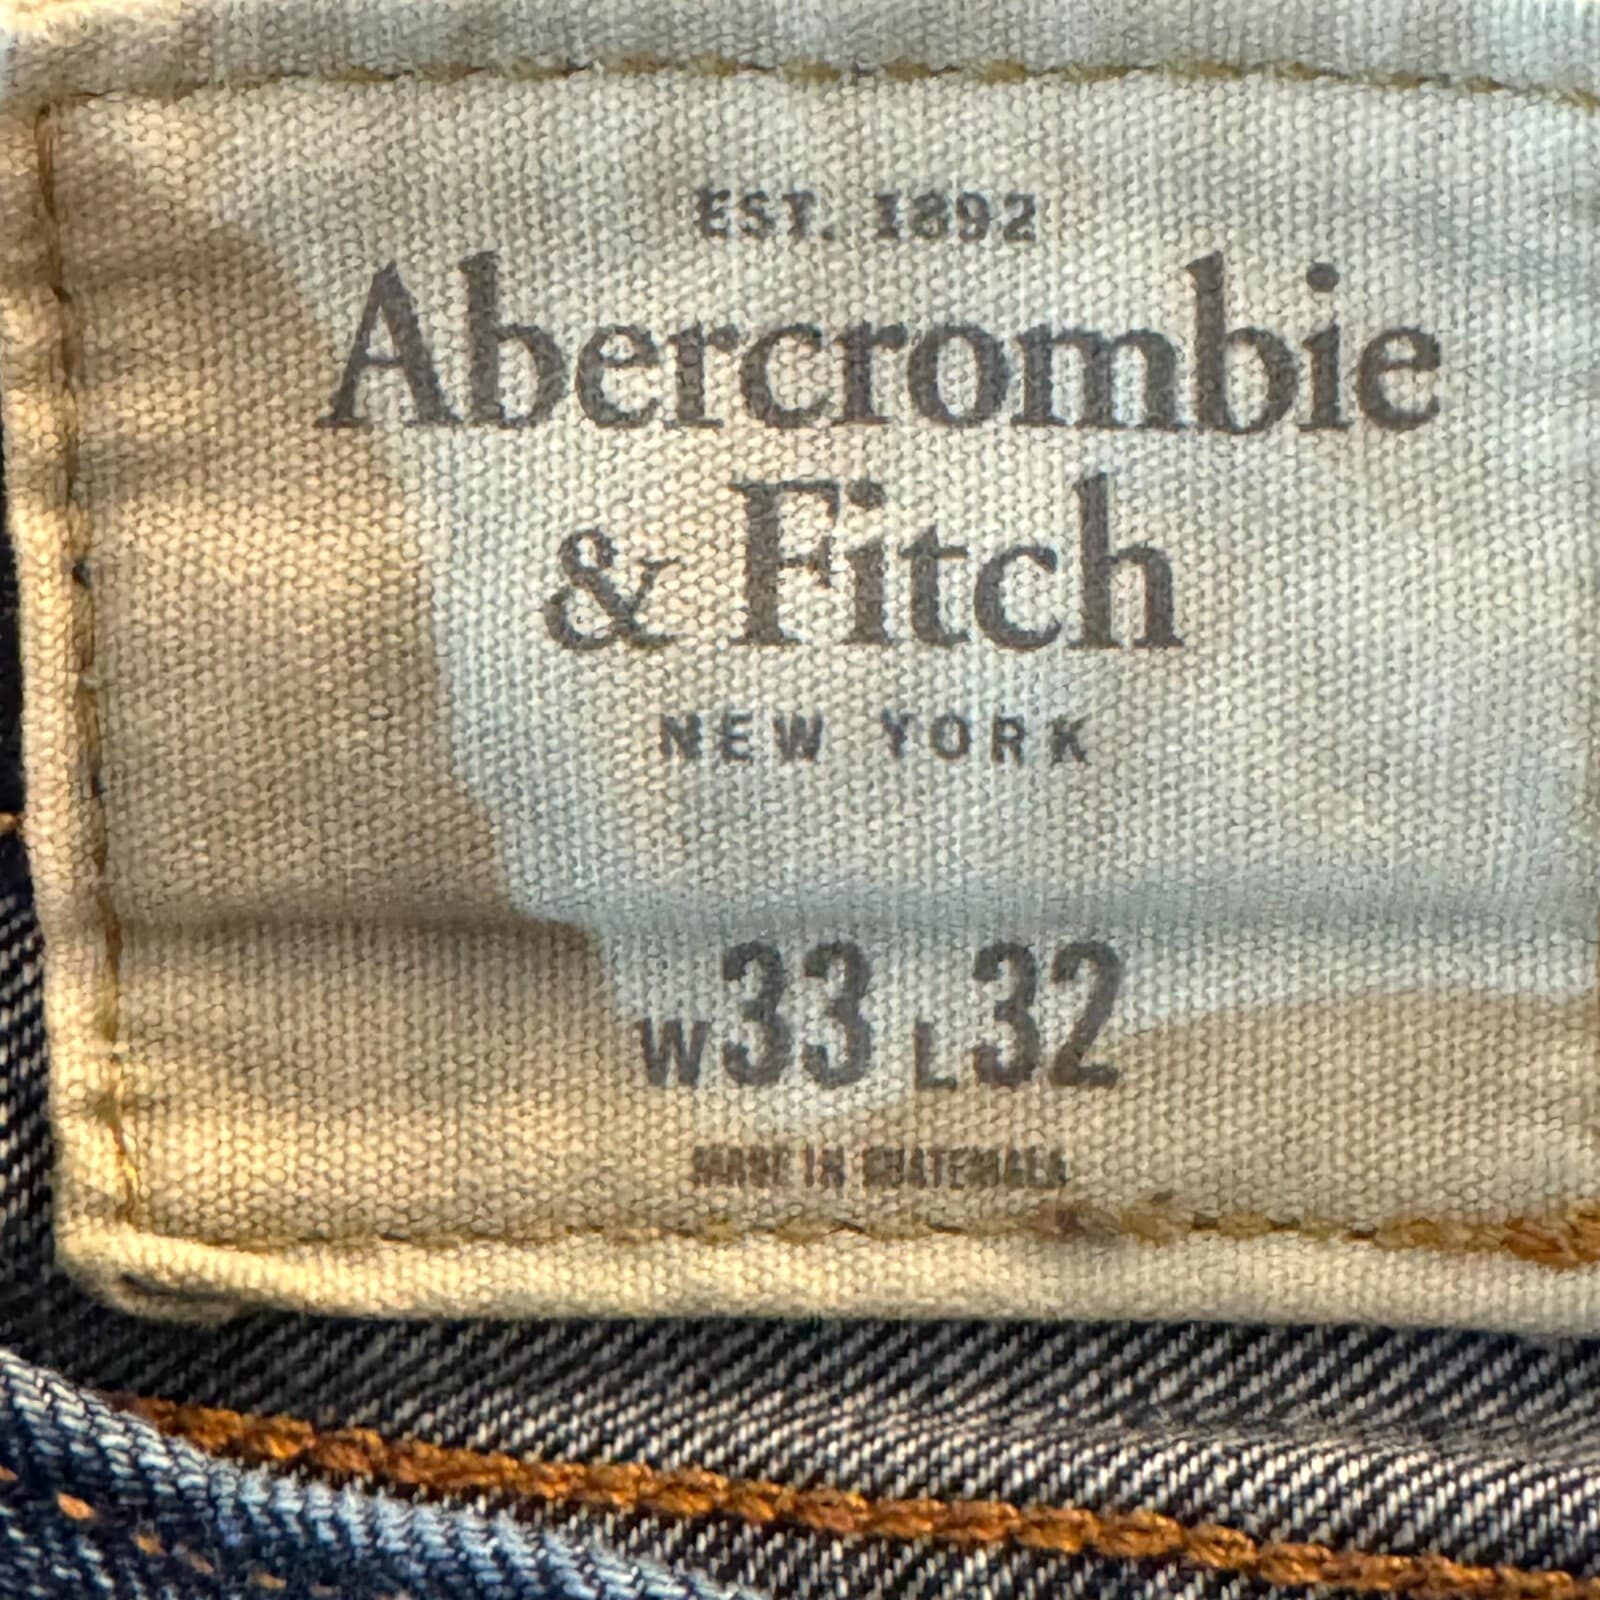 EST. 1892
Abercrombie
& Fitch
NEW YORK
W33 L32
MADE IN GUATEMALA